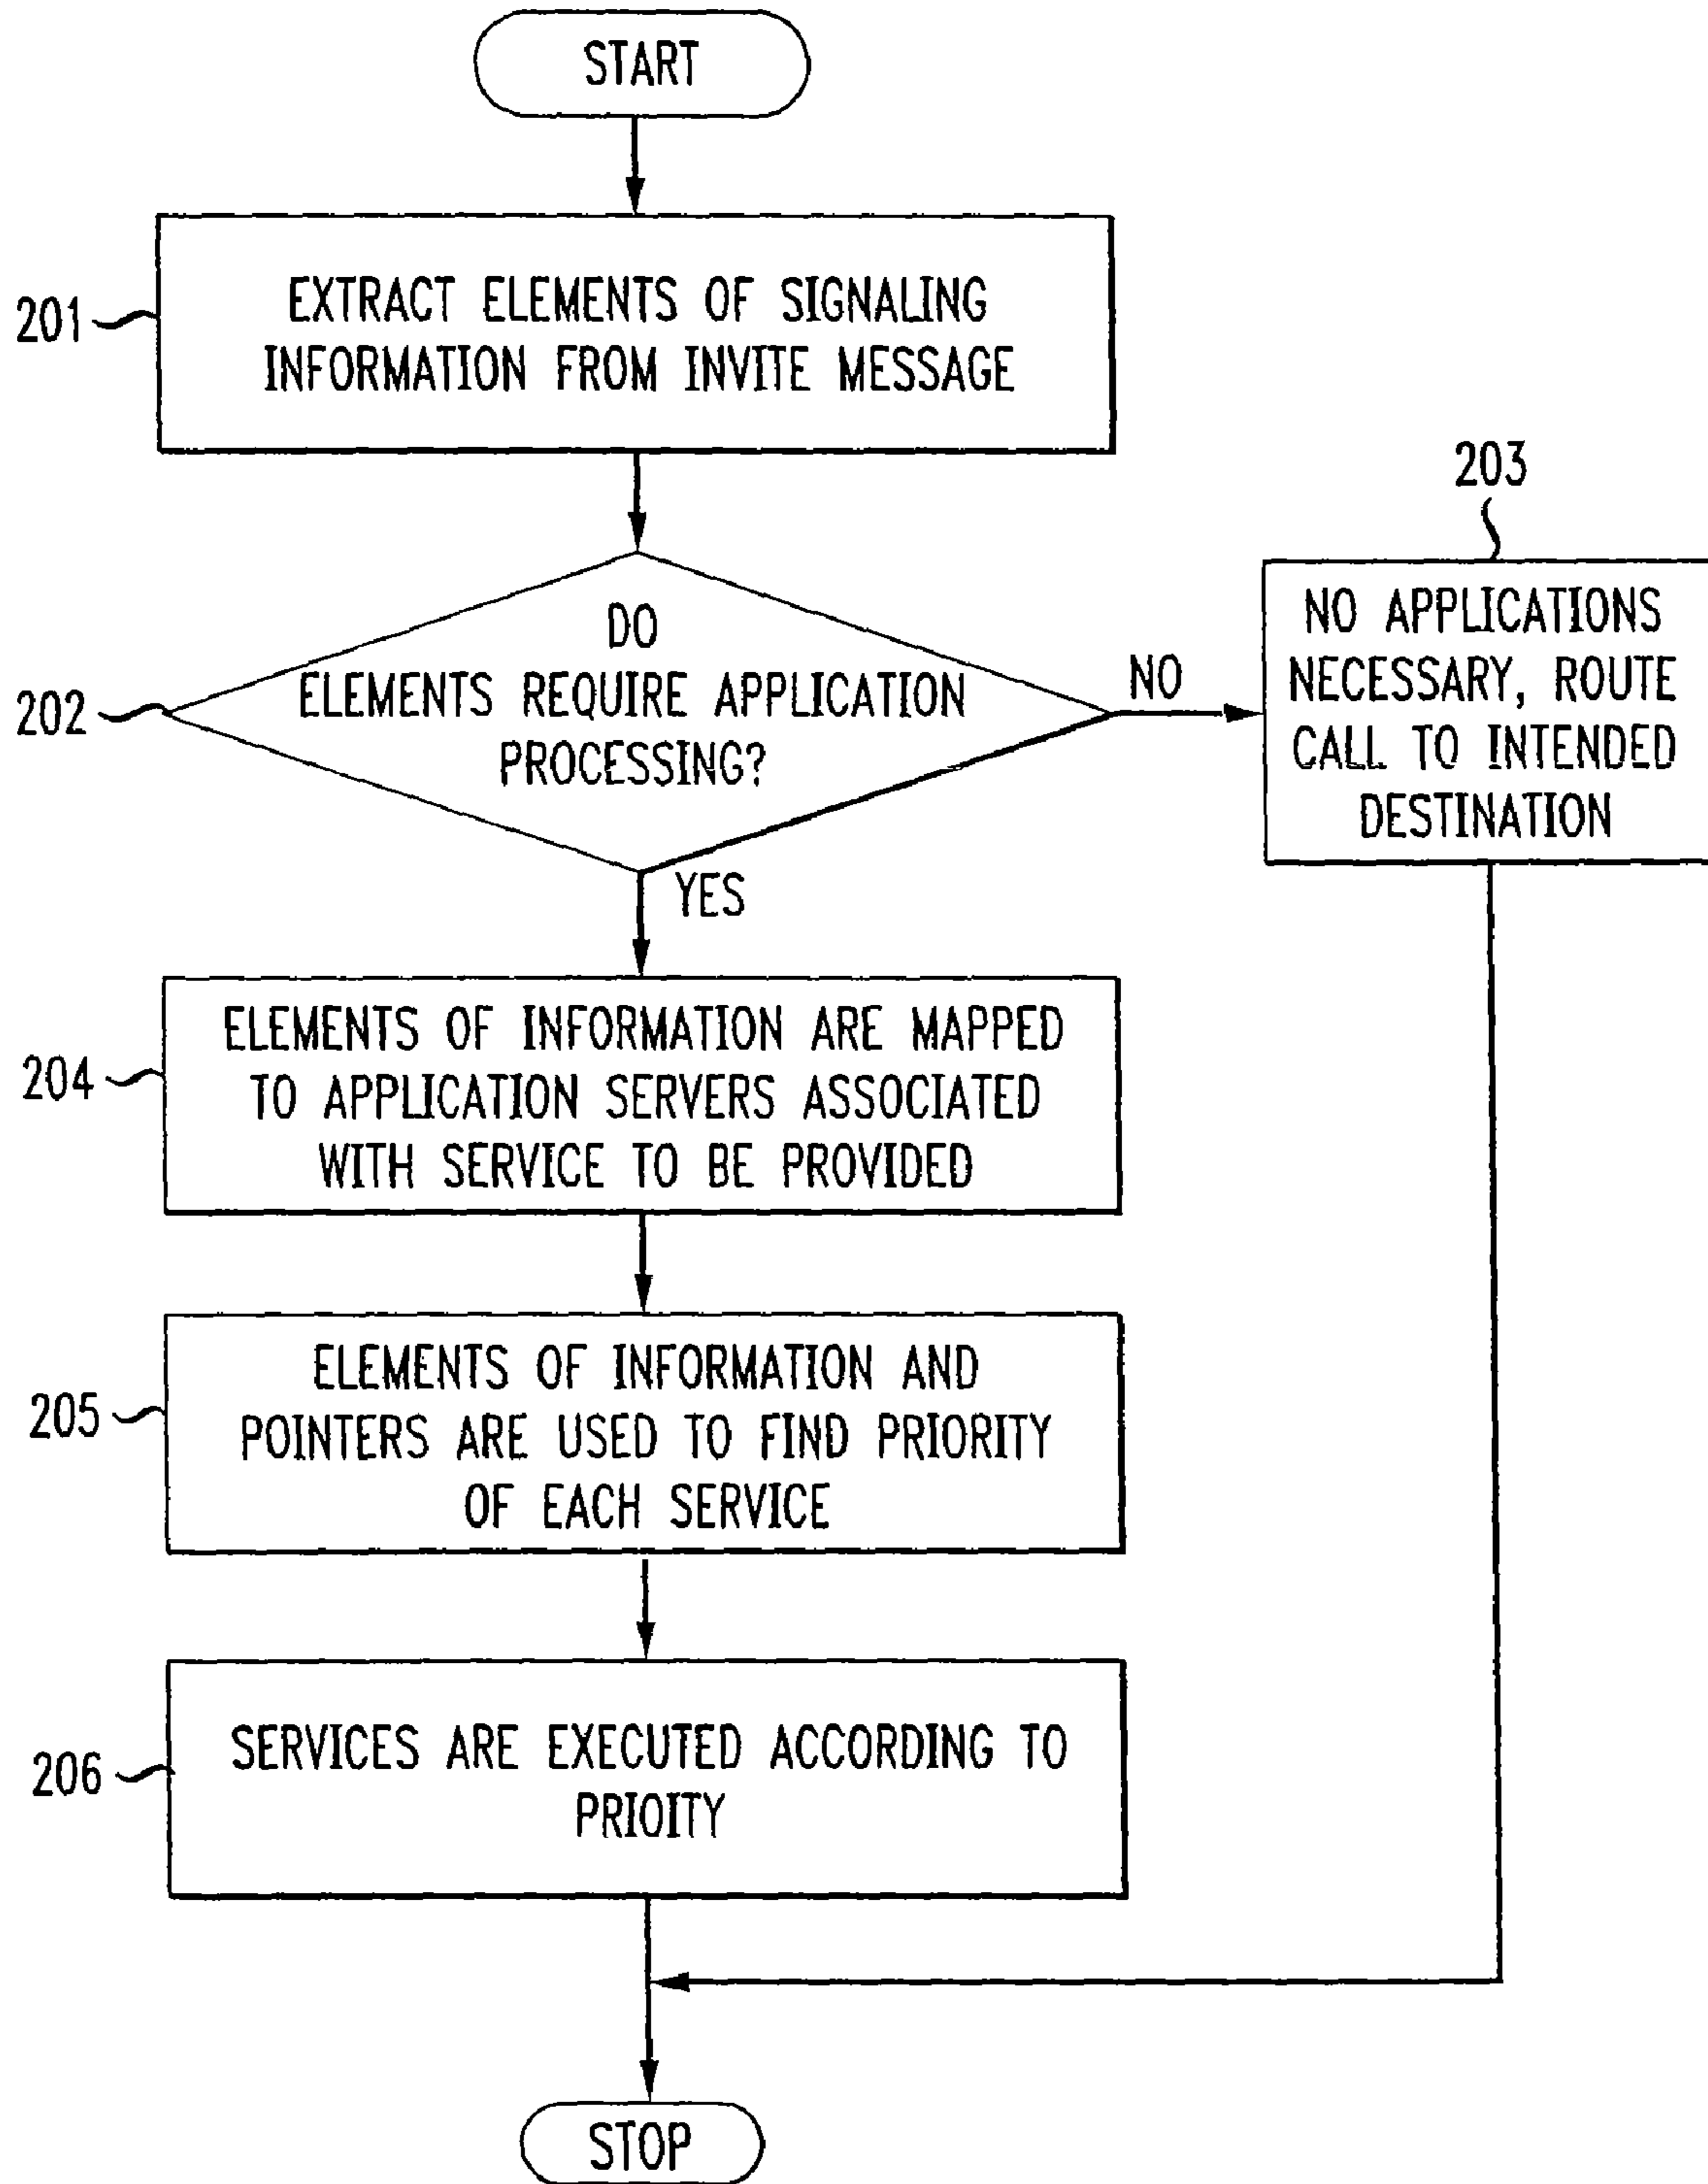 START
201
EXTRACT ELEMENTS OF SIGNALING
INFORMATION FROM INVITE MESSAGE
202
DO
ELEMENTS REQUIRE APPLICATION
PROCESSING?
NO
203
NO APPLICATIONS
NECESSARY, ROUTE
CALL TO INTENDED
DESTINATION
YES
204
ELEMENTS OF INFORMATION ARE MAPPED
TO APPLICATION SERVERS ASSOCIATED
WITH SERVICE TO BE PROVIDED
205
ELEMENTS OF INFORMATION AND
POINTERS ARE USED TO FIND PRIORITY
OF EACH SERVICE
206
SERVICES ARE EXECUTED ACCORDING TO
PRIOITY
STOP